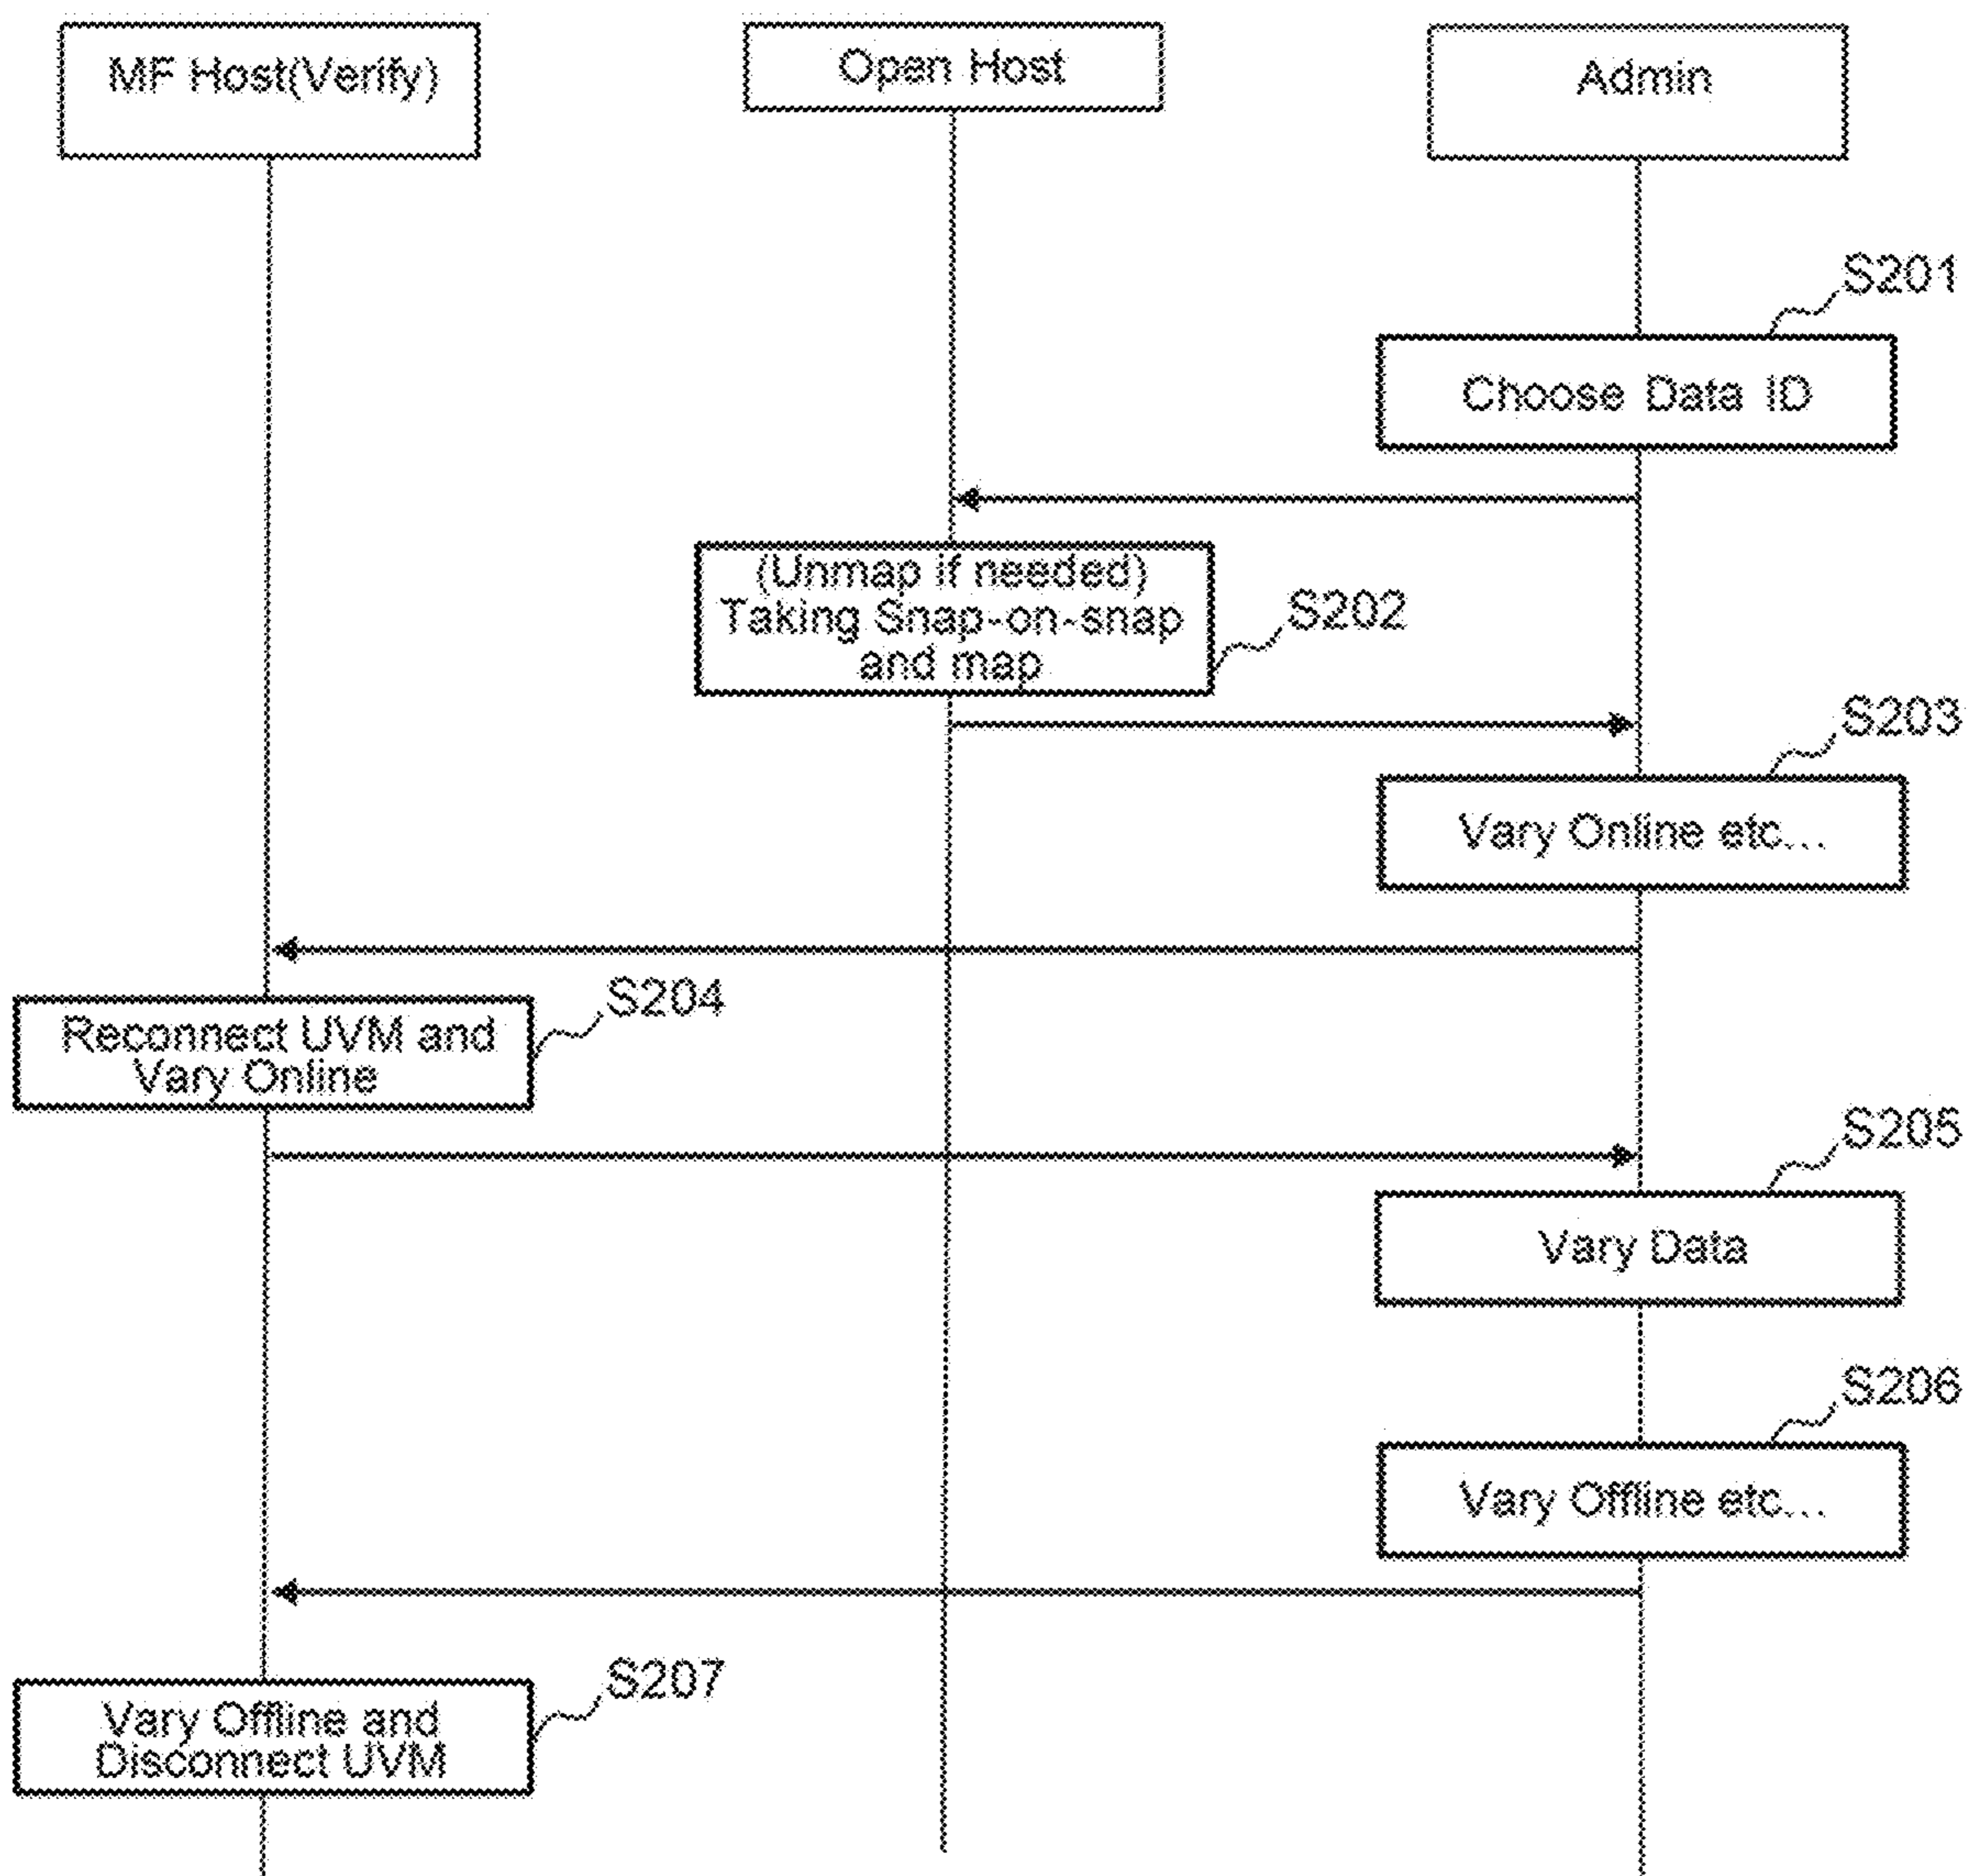 MF Host(Verify)
Open Host
Admin
S201
Choose Data ID
(Unmap if needed)
Taking Snap-on-snap
and map
S202
S203
Vary Online etc...
S204
Reconnect UVM and
Vary Online
S205
Vary Data
S206
Vary Offline etc...
S207
Vary Offline and
Disconnect UVM